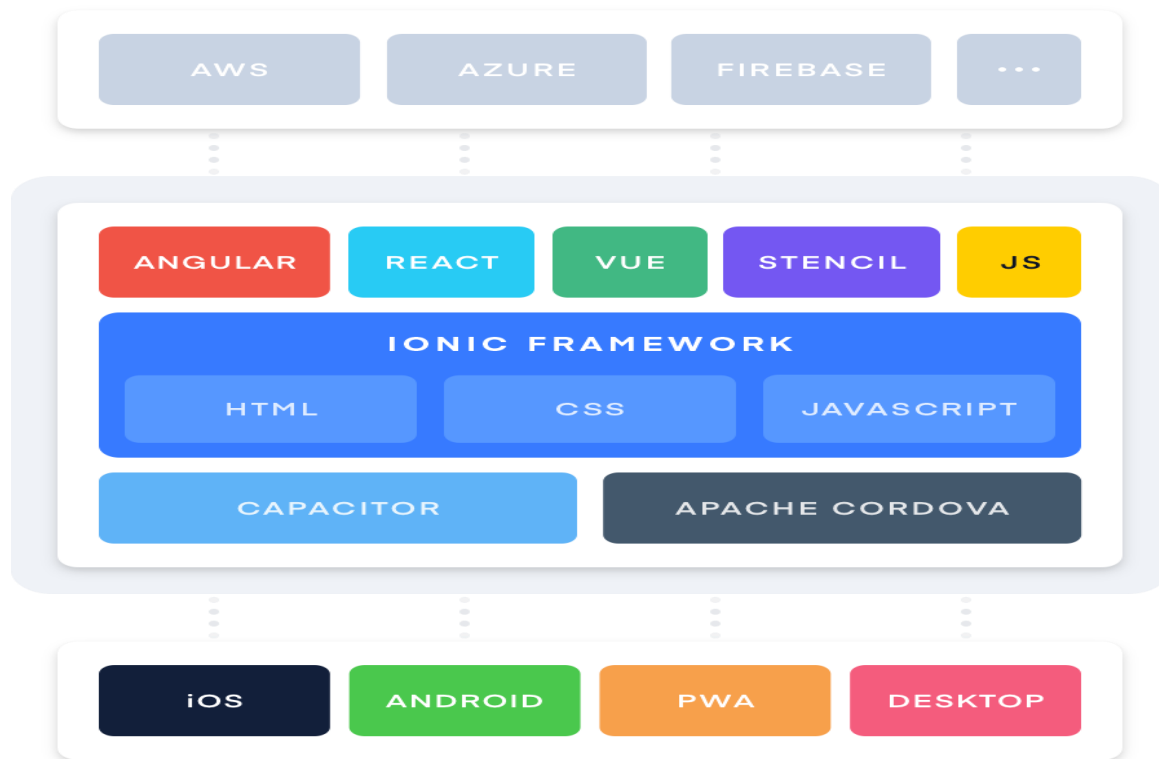 AWS AZURE FIREBASE •••
ANGULAR REACT VUE STENCIL JS
IONIC FRAMEWORK
HTML CSS JAVASCRIPT
CAPACITOR APACHE CORDOVA
iOS ANDROID PWA DESKTOP